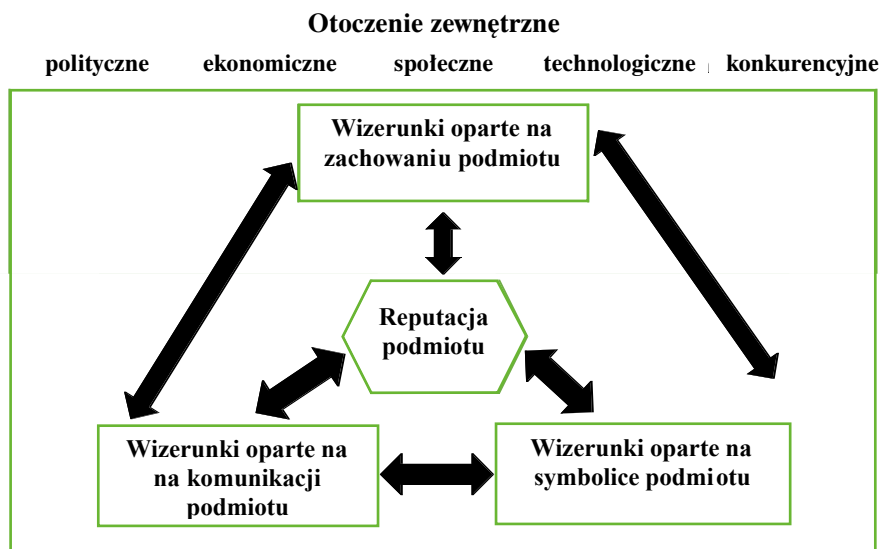 Otoczenie zewnętrzne
polityczne ekonomiczne społeczne technologiczne konkurencyjne
Wizerunki oparte na
zachowaniu podmiotu
Reputacja
podmiotu
Wizerunki oparte na
na komunikacji
podmiotu
Wizerunki oparte na
symbolice podmiotu